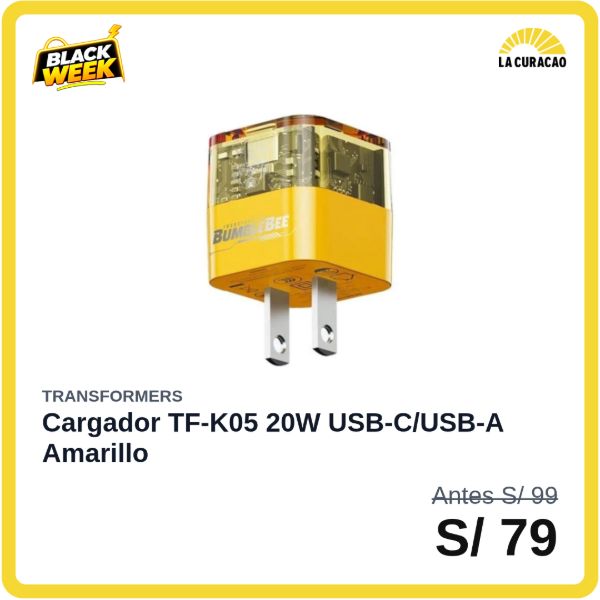 BLACK
WEEK
LA CURACAO
BUMBLEBEE
TRANSFORMERS
Cargador TF-K05 20W USB-C/USB-A
Amarillo
Antes S/ 99
S/ 79